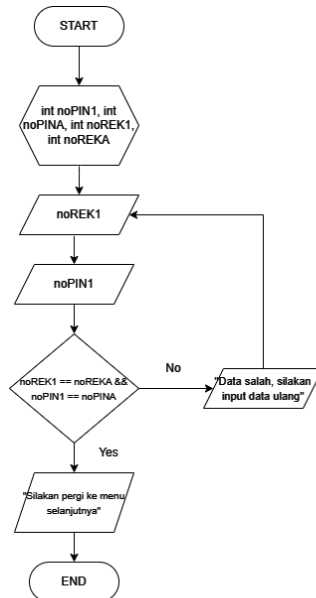 START
int noPIN1, int
noPINA, int noREK1,
int noREKA
noREK1
noPIN1
noREK1 == noREKA &&
noPIN1 == noPINA
No
"Data salah, silakan
input data ulang"
Yes
"Silakan pergi ke menu
selanjutnya"
END